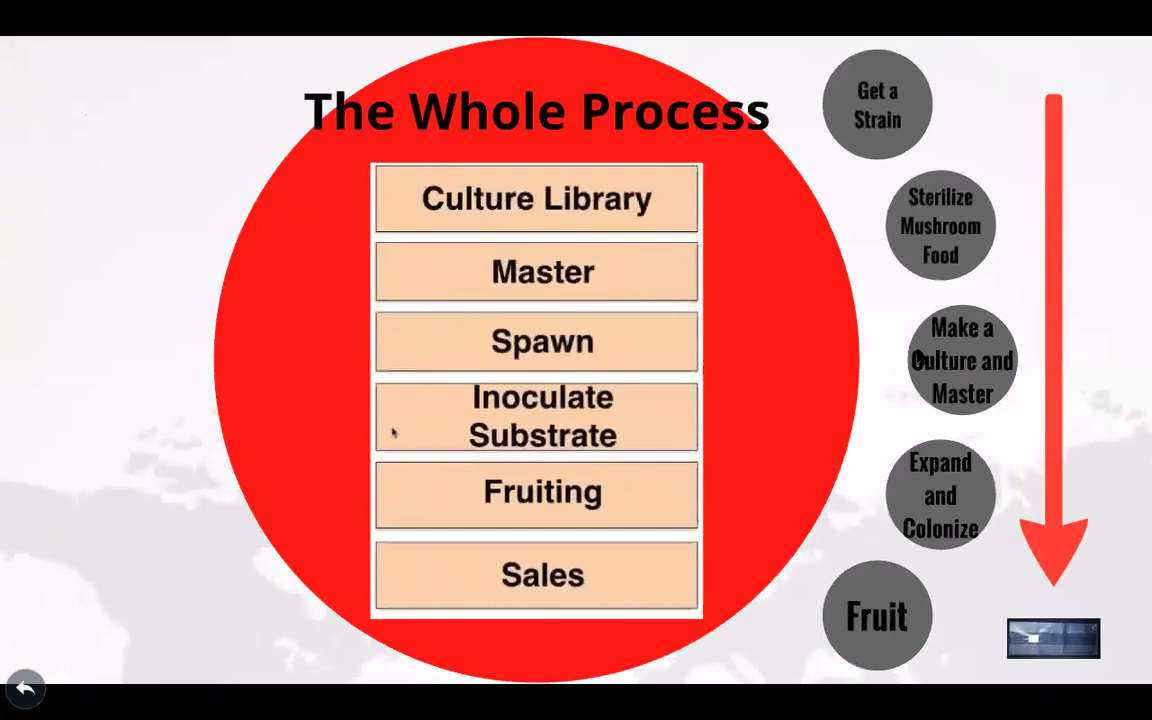 The Whole Process
Culture Library
Master
Spawn
Inoculate
Substrate
Fruiting
Sales
Get a
Strain
Sterilize
Mushroom
Food
Make a
Culture and
Master
Expand
and
Colonize
Fruit